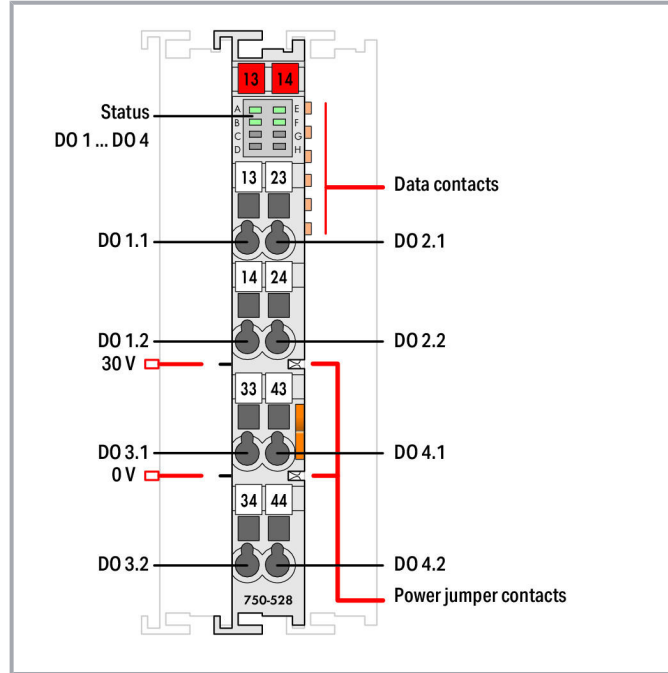 13 14
Status
DO 1 ... DO 4
A E
B F
C G
D H
13 23
Data contacts
DO 1.1 DO 2.1
14 24
DO 1.2 DO 2.2
30 V
33 43
DO 3.1 DO 4.1
0 V
34 44
DO 3.2 DO 4.2
750-528 Power jumper contacts